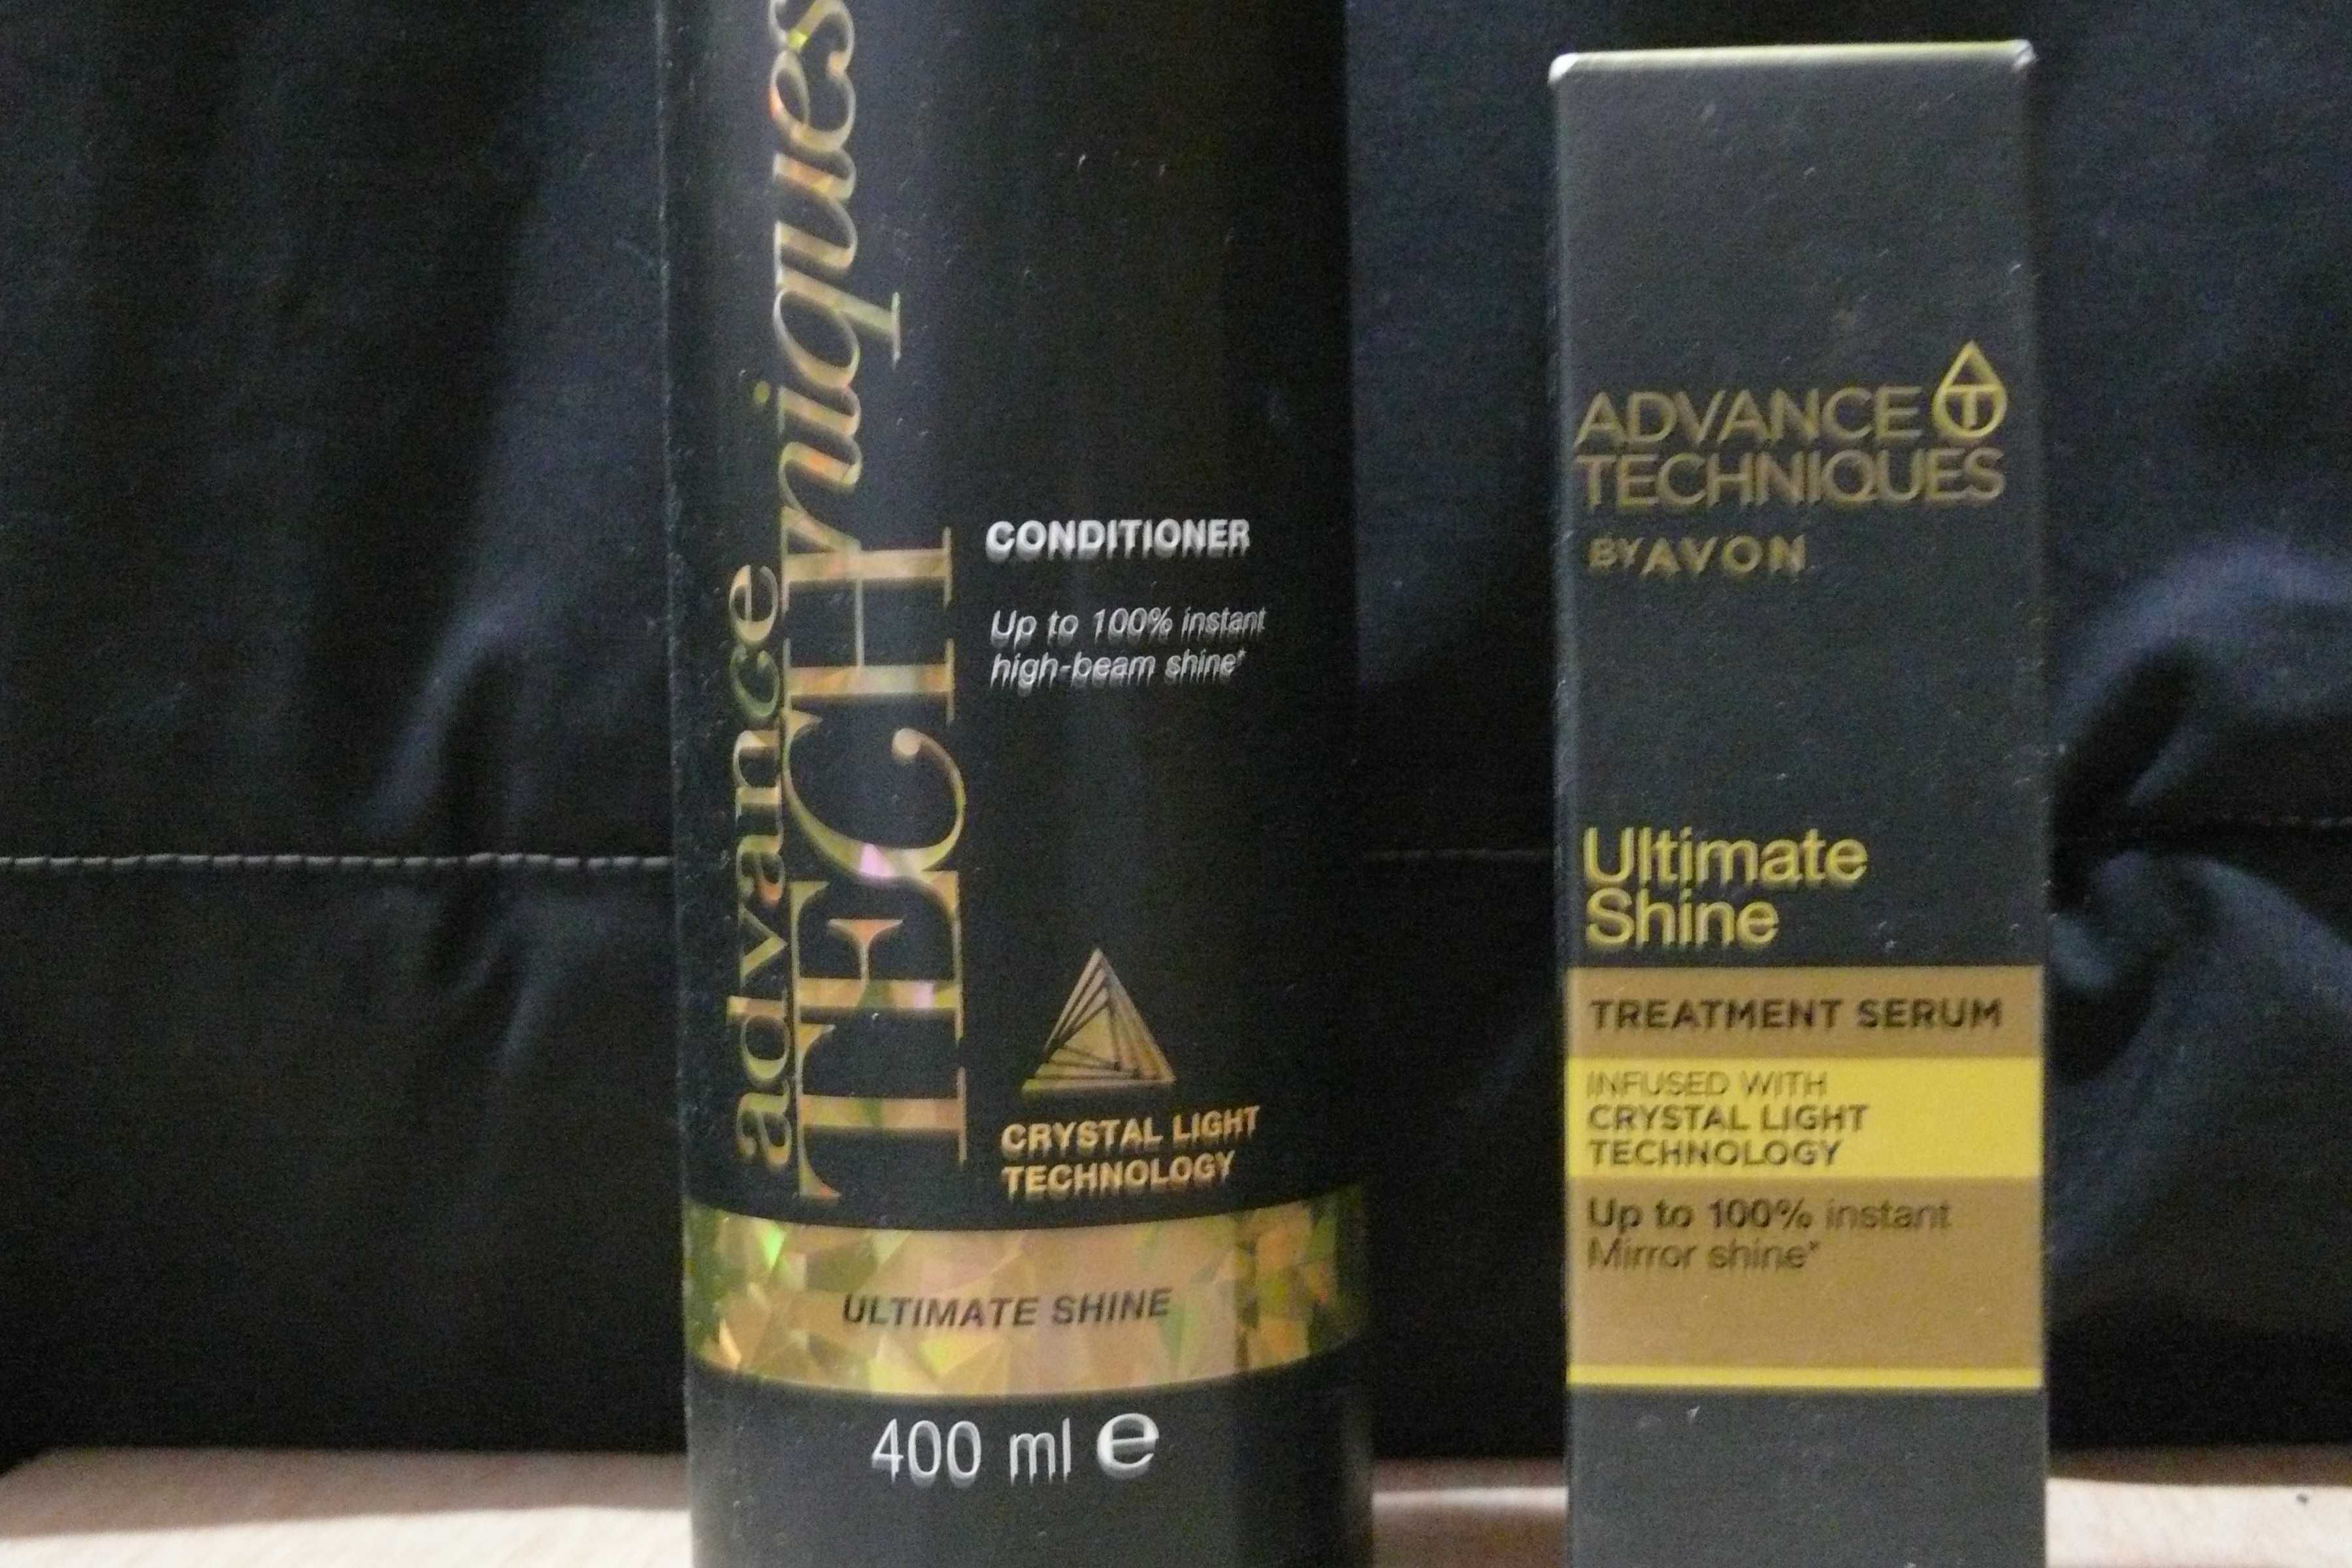 advance
TECHniques
CONDITIONER
Up to 100% instant
high-beam shine*
CRYSTAL LIGHT
TECHNOLOGY
ULTIMATE SHINE
400 ml e
ADVANCE
TECHNIQUES
BY AVON
Ultimate
Shine
TREATMENT SERUM
INFUSED WITH
CRYSTAL LIGHT
TECHNOLOGY
Up to 100% instant
Mirror shine*